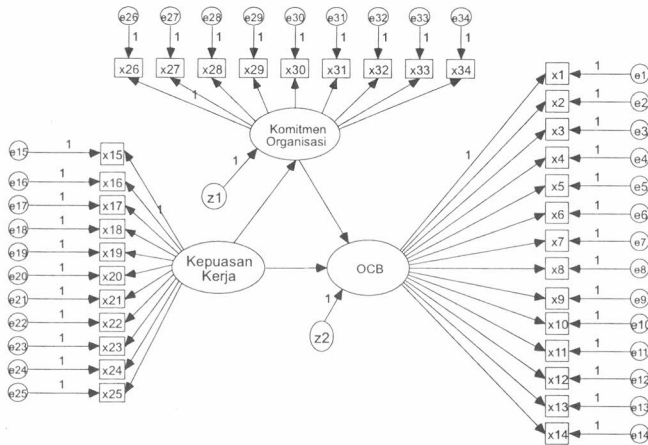 e26 e27 e28 e29 e30 e31 e32 e33 e34
1 1 1 1 1 1 1 1 1
x26 x27 x28 x29 x30 x31 x32 x33 x34
1
Komitmen
Organisasi
1
z1
e15 1 x15
e16 1 x16
e17 1 x17
e18 1 x18
e19 1 x19
e20 1 x20
e21 1 x21
e22 1 x22
e23 1 x23
e24 1 x24
e25 1 x25
1
Kepuasan
Kerja
OCB
1
z2
1
x1 1 e1
x2 1 e2
x3 1 e3
x4 1 e4
x5 1 e5
x6 1 e6
x7 1 e7
x8 1 e8
x9 1 e9
x10 1 e10
x11 1 e11
x12 1 e12
x13 1 e13
x14 1 e14